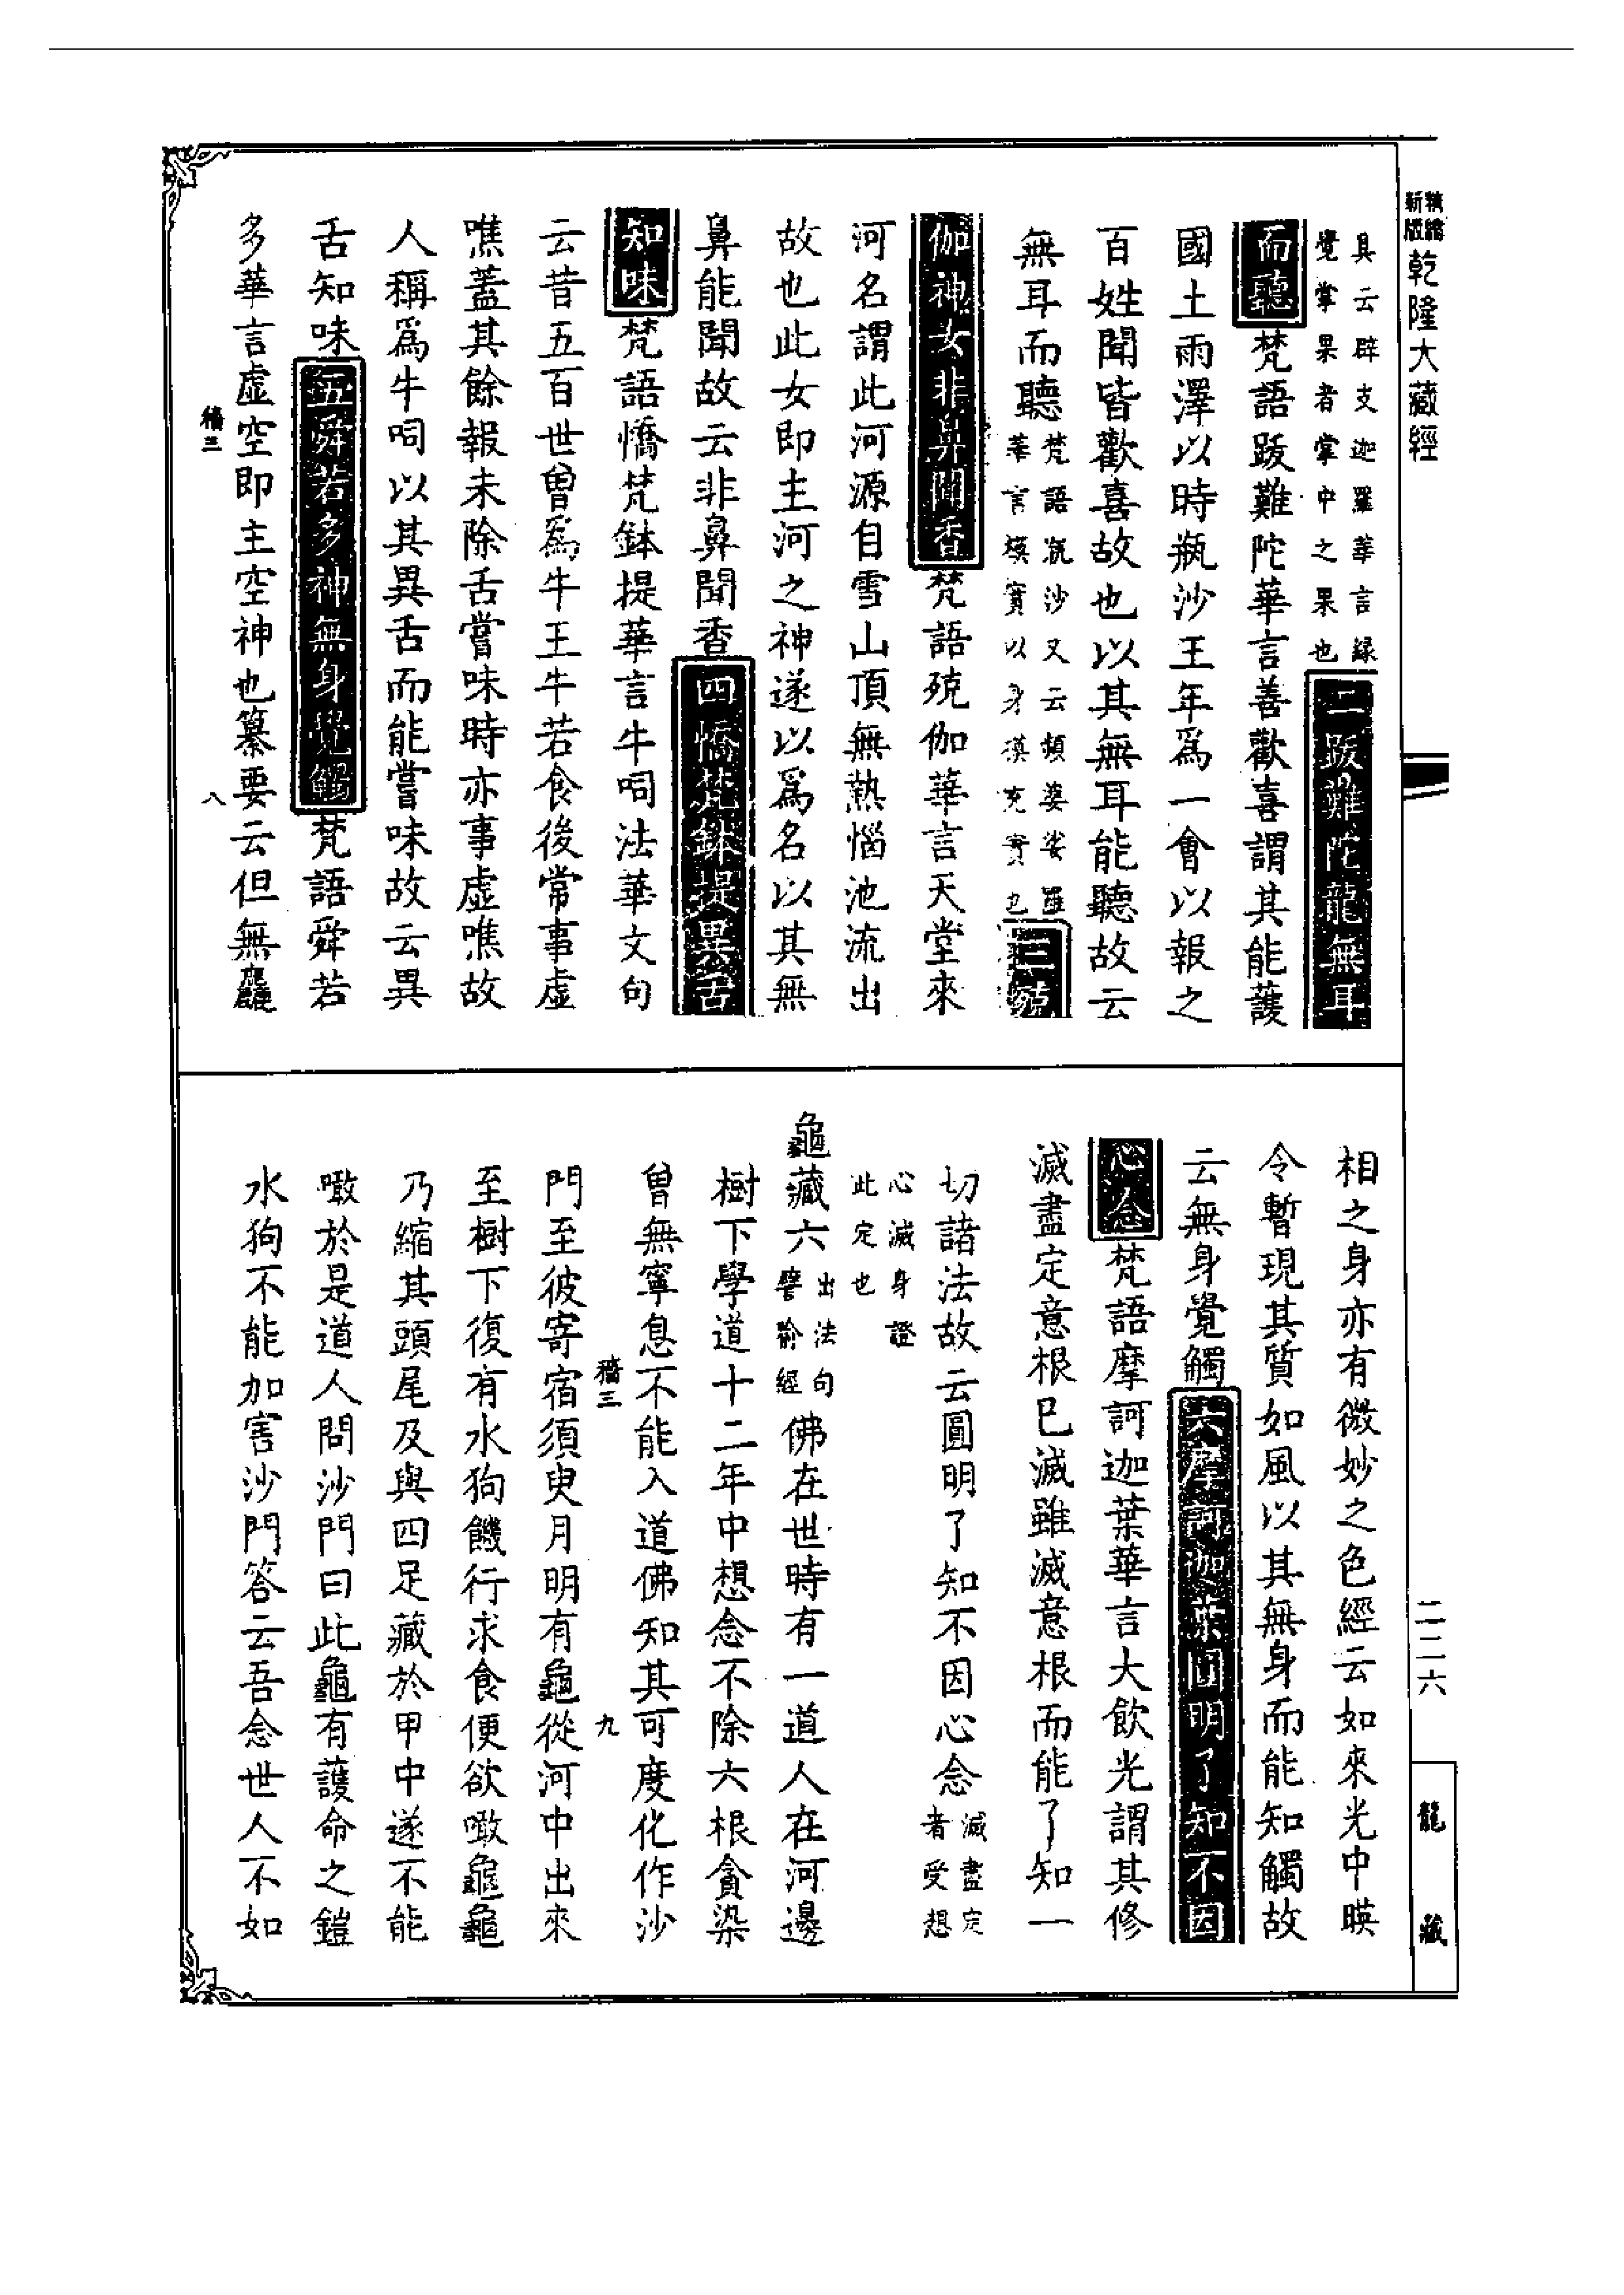 精繕
新版
乾隆大藏經
具云辟支迦羅華言緣
覺掌果者掌中之果也
二跋難陀龍無耳
而聽梵語跋難陀華言善歡喜謂其能護
國土雨澤以時瓶沙王年為一會以報之
百姓聞皆歡喜故也以其無耳能聽故云
無耳而聽
梵語瓶沙又云頻婆娑羅
華言模實以身模充實也
三殑
伽神女非鼻聞香梵語殑伽華言天堂來
河名謂此河源自雪山頂無熱惱池流出
故也此女即主河之神遂以為名以其無
鼻能聞故云非鼻聞香四憍梵鉢提異舌
知味梵語憍梵鉢提華言牛呞法華文句
云昔五百世曾為牛王牛若食後常事虛
噍蓋其餘報未除舌嘗味時亦事虛噍故
人稱為牛呞以其異舌而能嘗味故云異
舌知味五舜若多神無身覺觸梵語舜若
多華言虛空即主空神也纂要云但無麤
稽三
八
相之身亦有微妙之色經云如來光中暎
令暫現其質如風以其無身而能知觸故
云無身覺觸六摩訶迦葉圓明了知不因
心念梵語摩訶迦葉華言大飲光謂其修
滅盡定意根已滅雖滅意根而能了知一
切諸法故云圓明了知不因心念
滅盡定
者受想
心滅身證
此定也
龜藏六
出法句
譬喻經
佛在世時有一道人在河邊
樹下學道十二年中想念不除六根貪染
曾無寧息不能入道佛知其可度化作沙
稽三
九
門至彼寄宿須臾月明有龜從河中出來
至樹下復有水狗饑行求食便欲噉龜龜
乃縮其頭尾及與四足藏於甲中遂不能
噉於是道人問沙門曰此龜有護命之鎧
水狗不能加害沙門答云吾念世人不如
二二六
龍藏